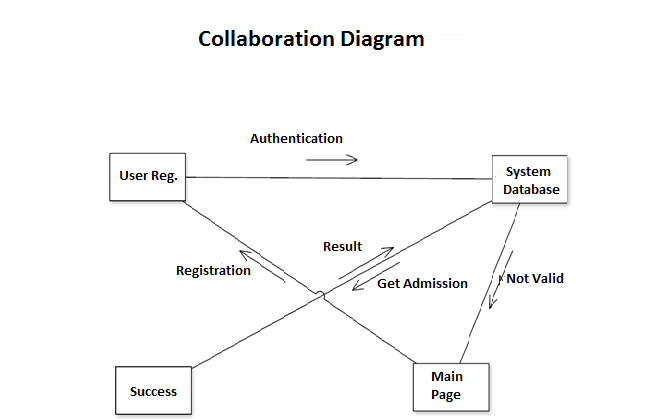 Collaboration Diagram
Authentication
User Reg.
System
Database
Result
Registration
Get Admission
Not Valid
Success
Main
Page